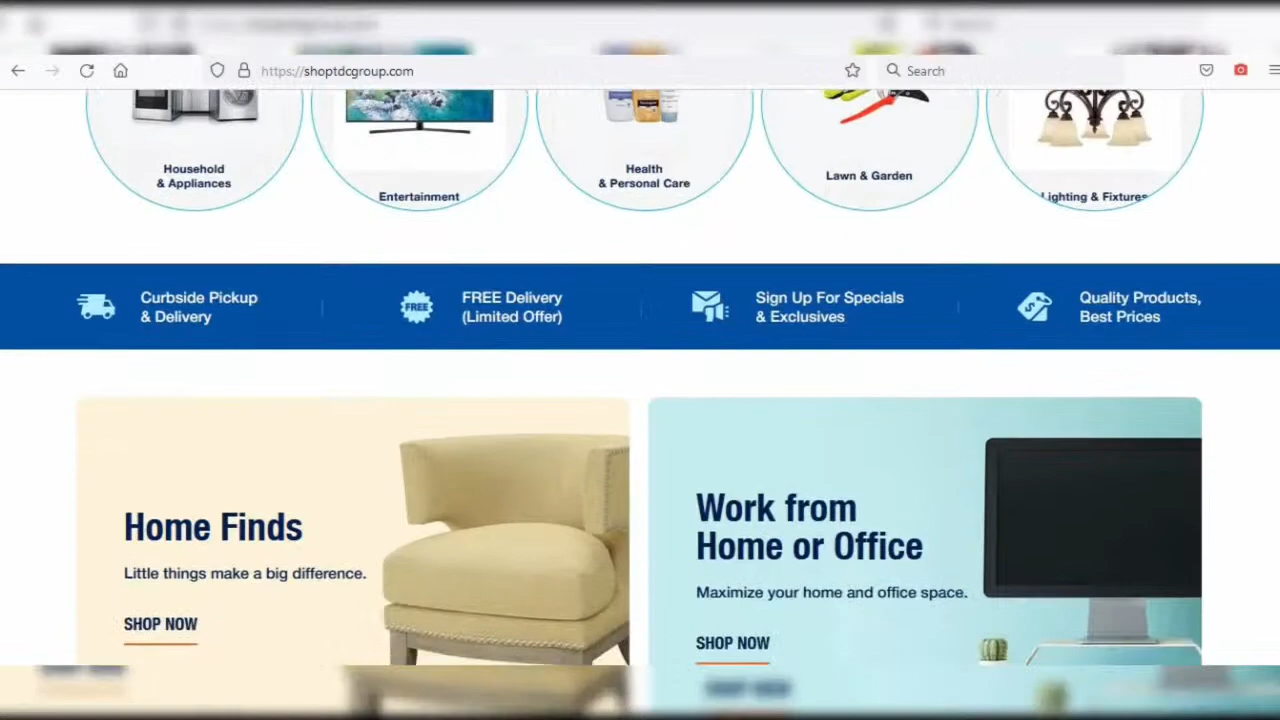 https://shoptdcgroup.com
Search
Household
& Appliances
Entertainment
Health
& Personal Care
Lawn & Garden
Lighting & Fixtures
Curbside Pickup
& Delivery
FREE
FREE Delivery
(Limited Offer)
Sign Up For Specials
& Exclusives
Quality Products,
Best Prices
Home Finds
Little things make a big difference.
SHOP NOW
Work from
Home or Office
Maximize your home and office space.
SHOP NOW